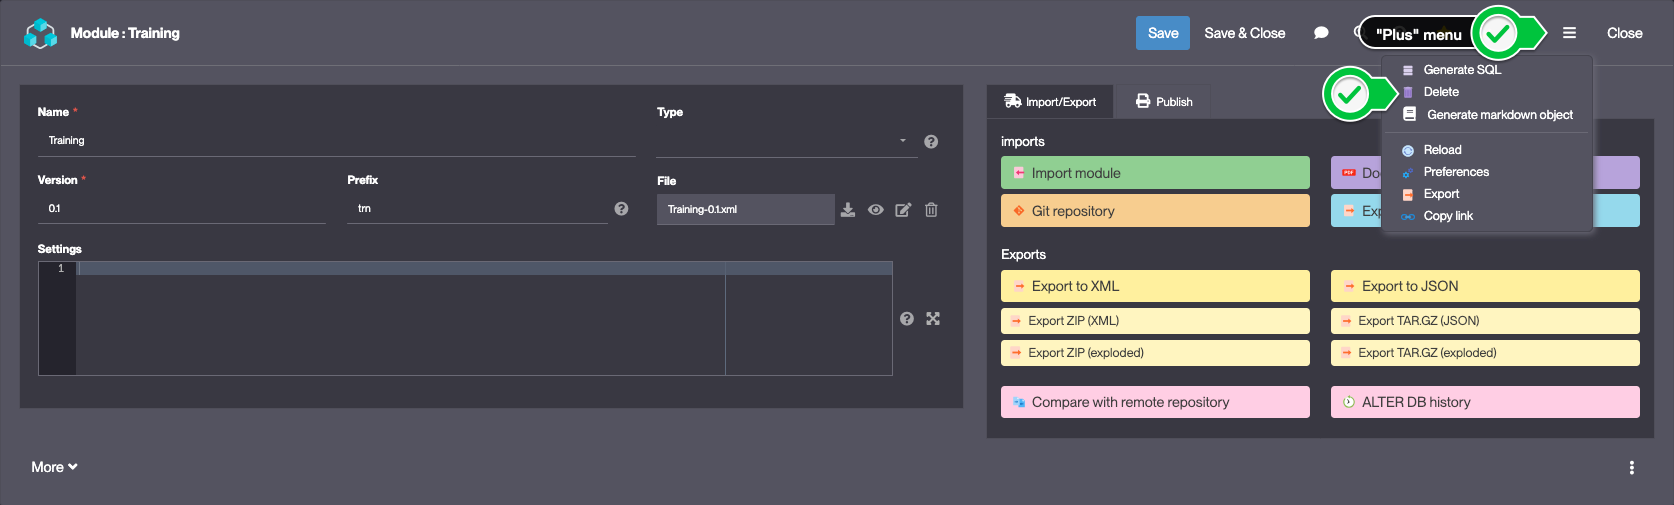 Module : Training
Save
Save & Close
"Plus" menu
Close
Generate SQL
Delete
Generate markdown object
Reload
Preferences
Export
Copy link
Name *
Training
Type
Version *
0.1
Prefix
trn
File
Training-0.1.xml
Settings
1
More
Import/Export
Publish
imports
Import module
Git repository
Exports
Export to XML
Export to JSON
Export ZIP (XML)
Export TAR.GZ (JSON)
Export ZIP (exploded)
Export TAR.GZ (exploded)
Compare with remote repository
ALTER DB history